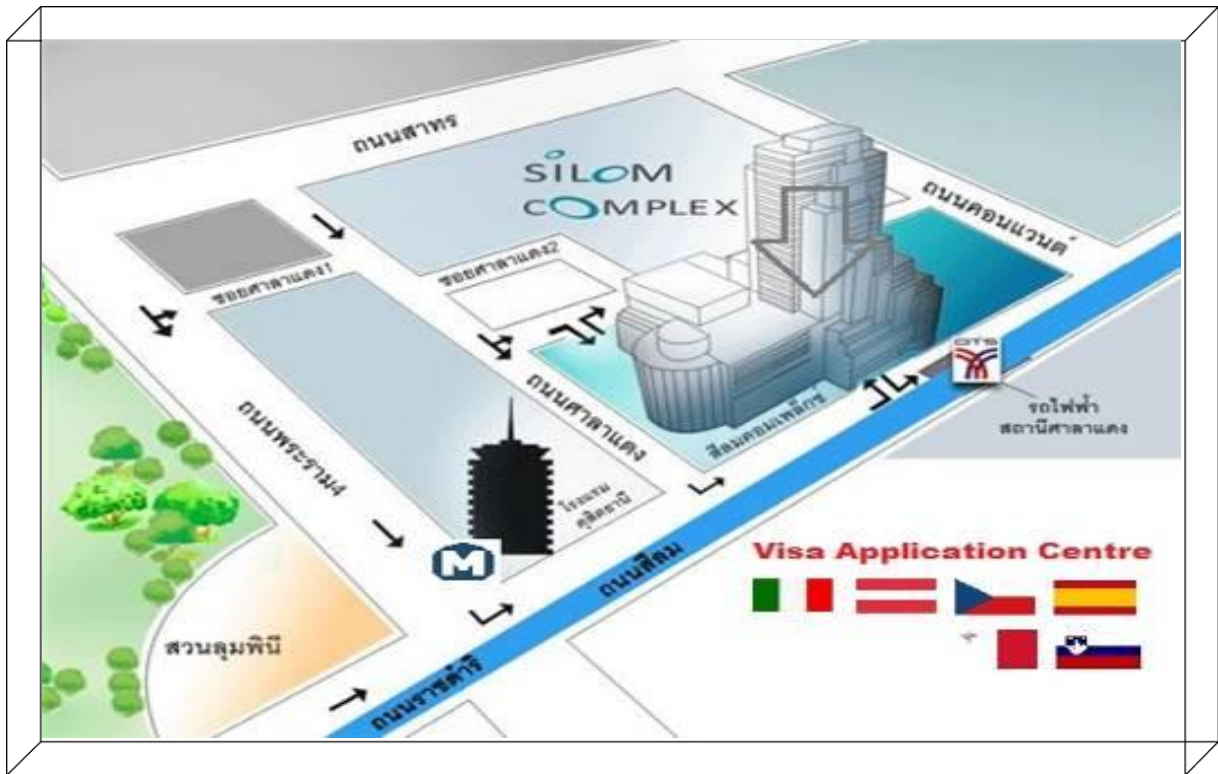 ถนนสาทร
SILOM
COMPLEX
ถนนคอนแวนต์
ซอยศาลาแดง1
ซอยศาลาแดง2
BTS
รถไฟฟ้า
สถานีศาลาแดง
ถนนพระราม4
ถนนศาลาแดง
สีลมคอมเพล็กซ์
โรงแรม
ดุสิตธานี
M
ถนนสีลม
Visa Application Centre
สวนลุมพินี
ถนนราชดำริ